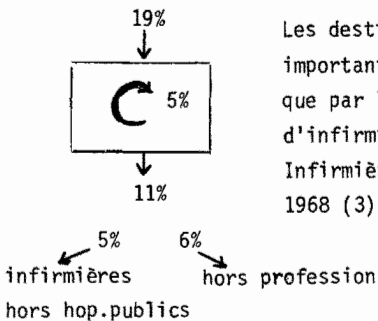 19%
5%
11%
5% 6%
infirmières hors profession
hors hop.publics
Les dest
importan
que par
d'infirm
Infirmiè
1968 (3)